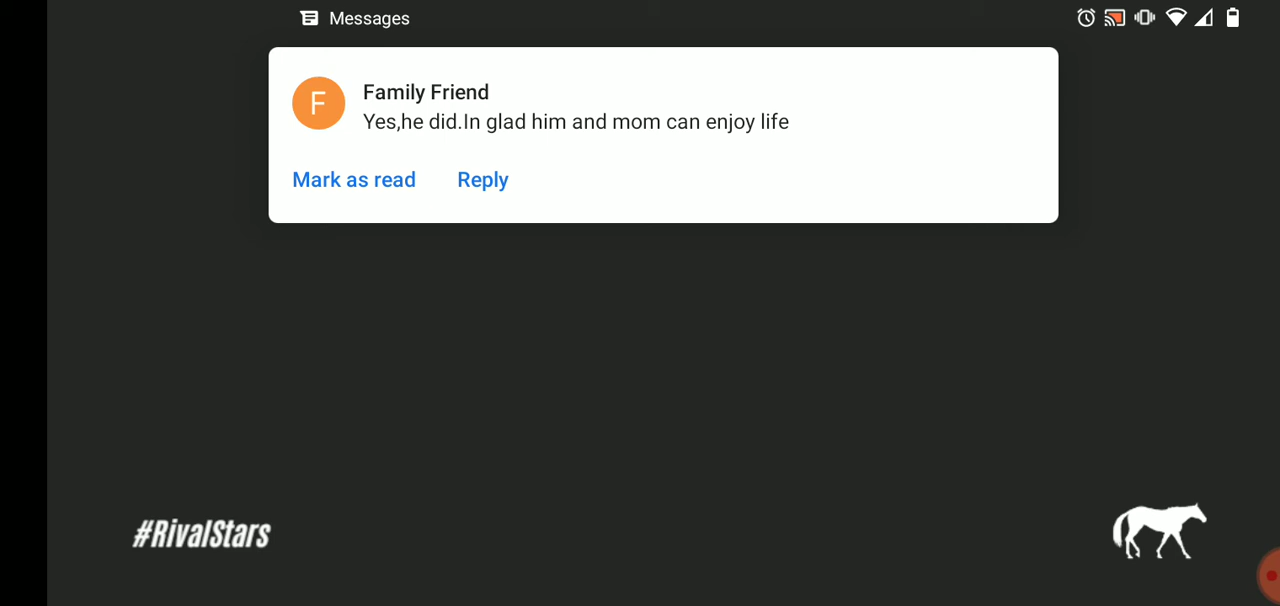 Messages
F
Family Friend
Yes,he did.In glad him and mom can enjoy life
Mark as read Reply
#RivalStars